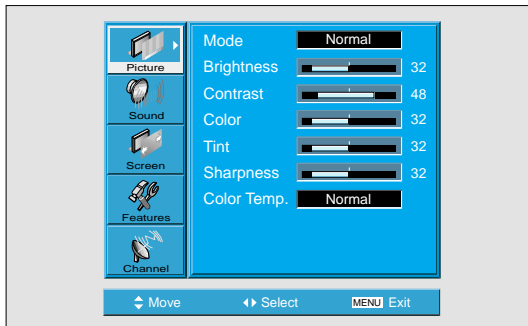 Picture
Sound
Screen
Features
Channel
Mode Normal
Brightness 32
Contrast 48
Color 32
Tint 32
Sharpness 32
Color Temp. Normal
Move Select MENU Exit